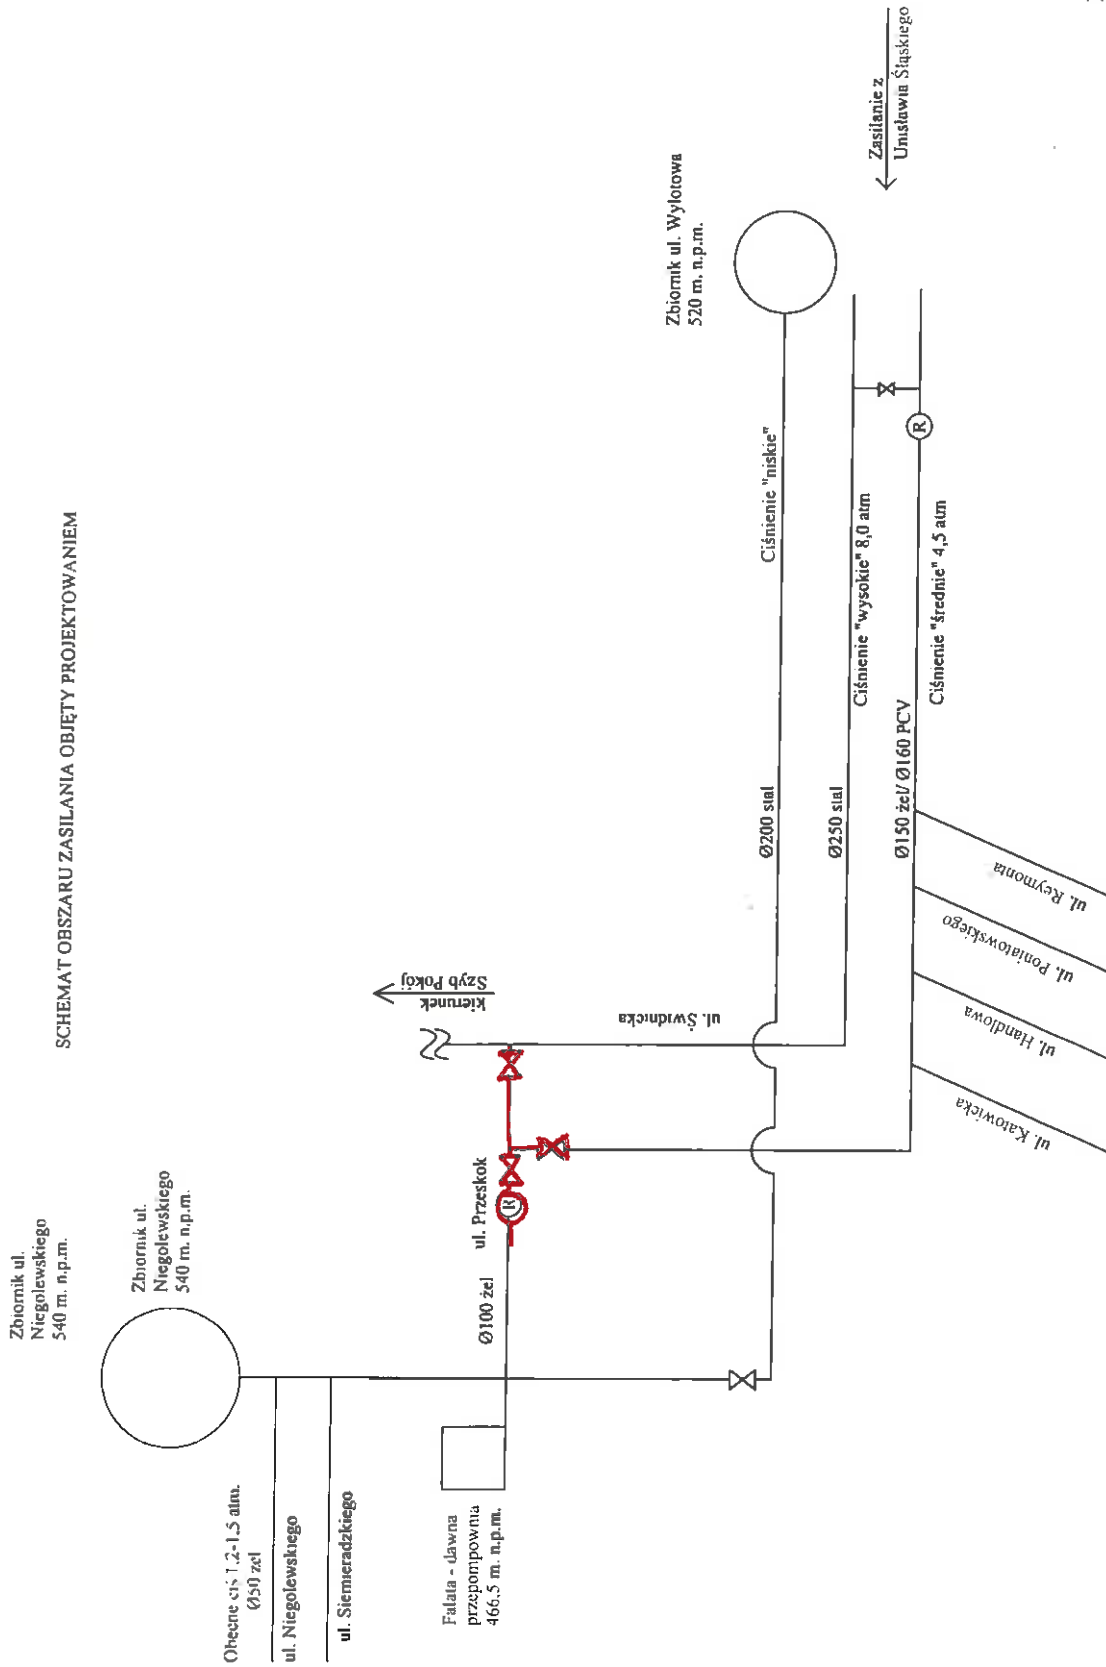 SCHEMAT OBSZARU ZASILANIA OBJĘTY PROJEKTOWANIEM
Zbiornik ul.
Niegolewskiego
540 m. n.p.m.
Zbiornik ul.
Niegolewskiego
540 m. n.p.m.
Obecne ciś 1.2-1.5 atm.
Ø50 żel
ul. Niegolewskiego
ul. Siemieradzkiego
Fałata - dawna
przepompownia
466.5 m. n.p.m.
Ø100 żel
ul. Przeskok
R
kierunek
Szyb Pokój
ul. Świdnicka
Zbiornik ul. Wylotowa
520 m. n.p.m.
Zasilanie z
Unisławia Śląskiego
Ciśnienie "niskie"
Ø200 stal
Ciśnienie "wysokie" 8,0 atm
Ø250 stal
R
Ciśnienie "średnie" 4,5 atm
Ø150 żel/ Ø160 PCV
ul. Katowicka
ul. Handlowa
ul. Poniatowskiego
ul. Reymonta